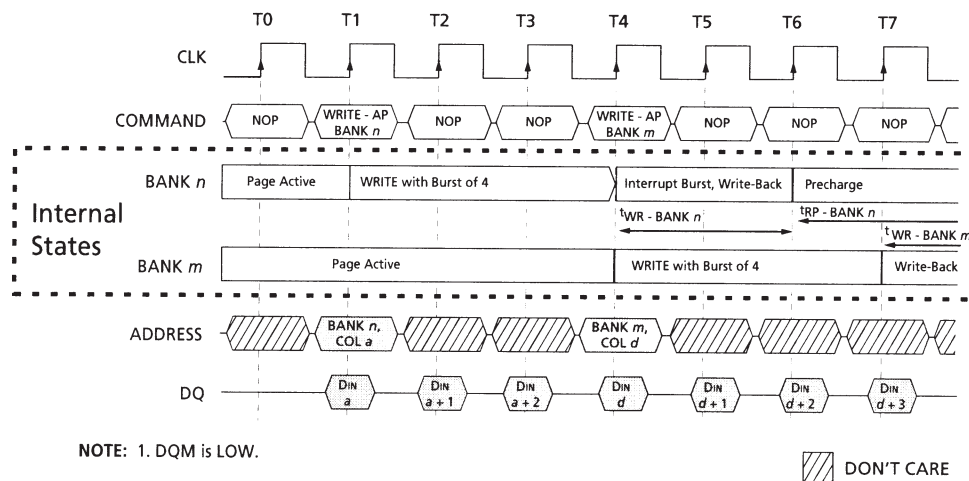 T0 T1 T2 T3 T4 T5 T6 T7
CLK
COMMAND NOP WRITE - AP BANK n NOP NOP WRITE - AP BANK m NOP NOP NOP
BANK n Page Active WRITE with Burst of 4 Interrupt Burst, Write-Back Precharge
Internal
States
tWR - BANK n tRP - BANK n
t WR - BANK m
BANK m Page Active WRITE with Burst of 4 Write-Back
ADDRESS BANK n, COL a BANK m, COL d
DQ DIN a DIN a + 1 DIN a + 2 DIN d DIN d + 1 DIN d + 2 DIN d + 3
NOTE: 1. DQM is LOW.
DON'T CARE